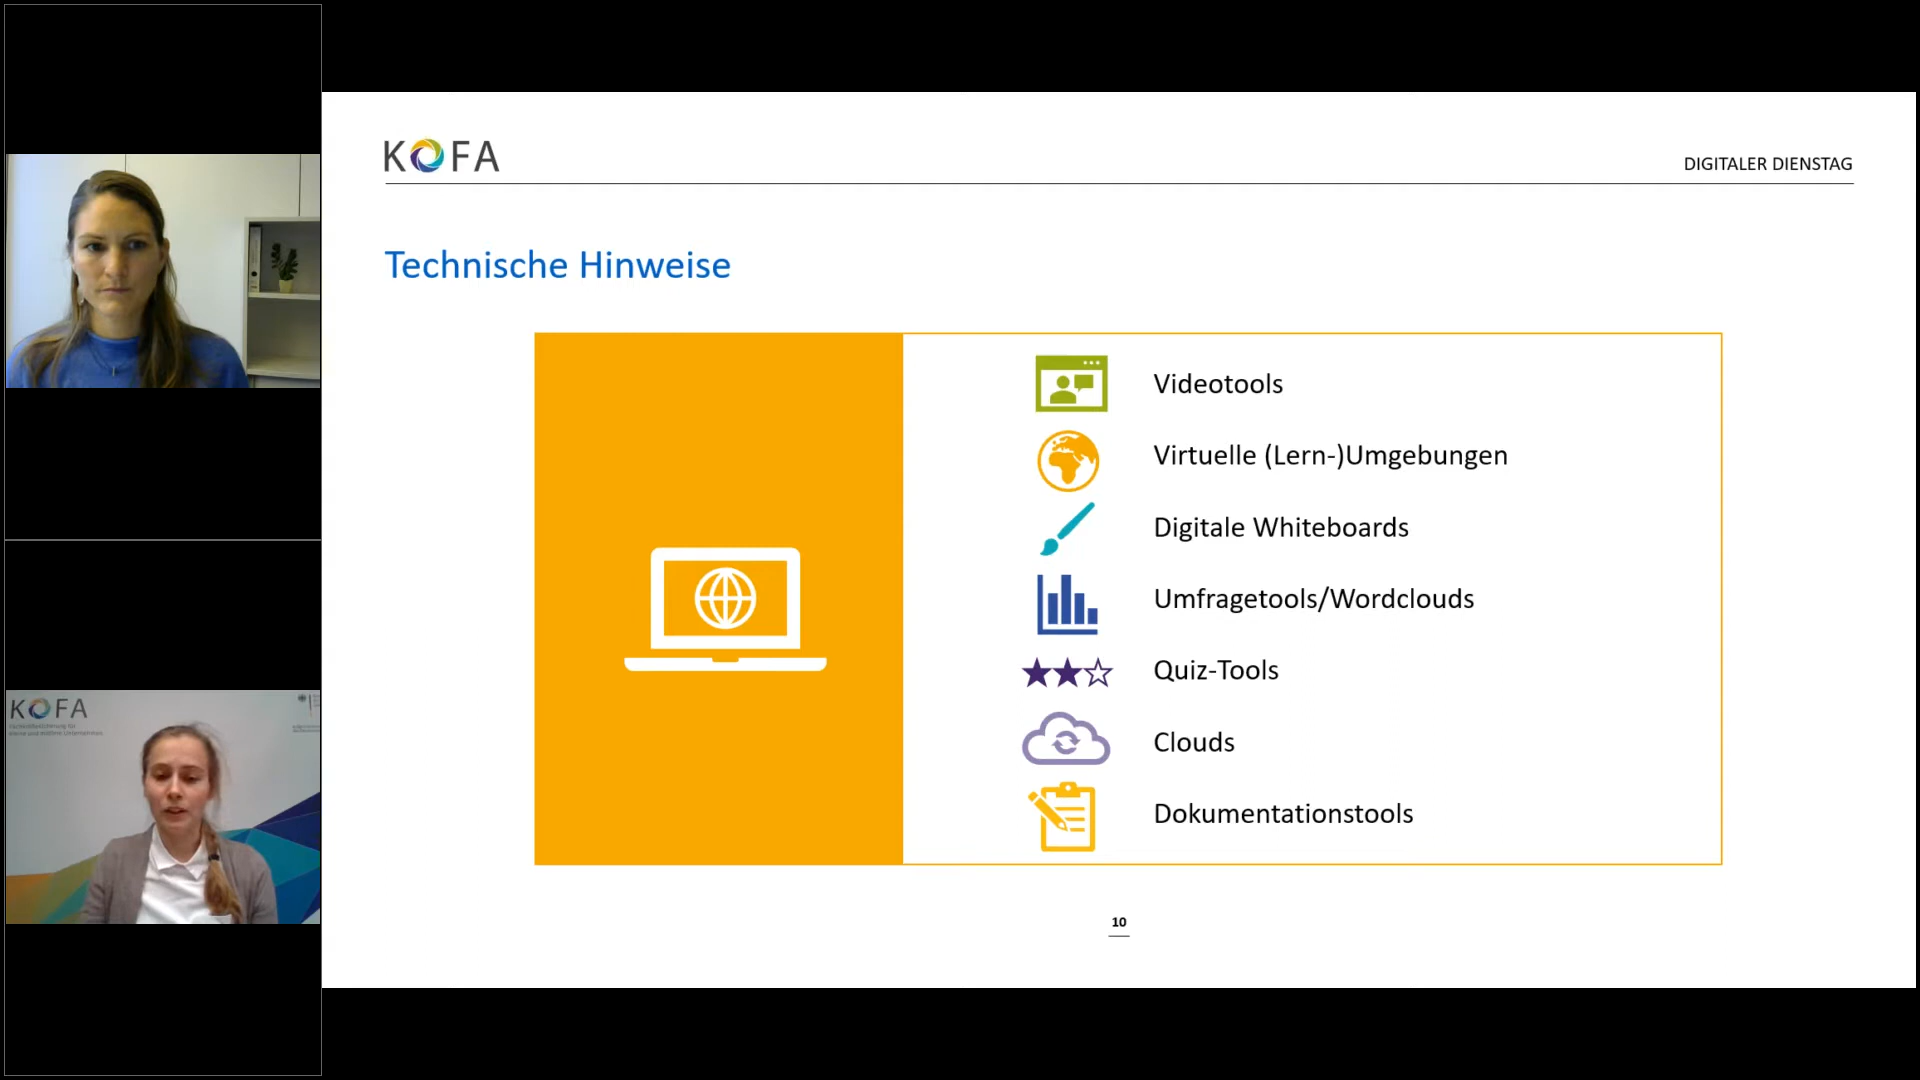 KOFA
DIGITALER DIENSTAG
Technische Hinweise
Videotools
Virtuelle (Lern-)Umgebungen
Digitale Whiteboards
Umfragetools/Wordclouds
Quiz-Tools
Clouds
Dokumentationstools
10
KOFA